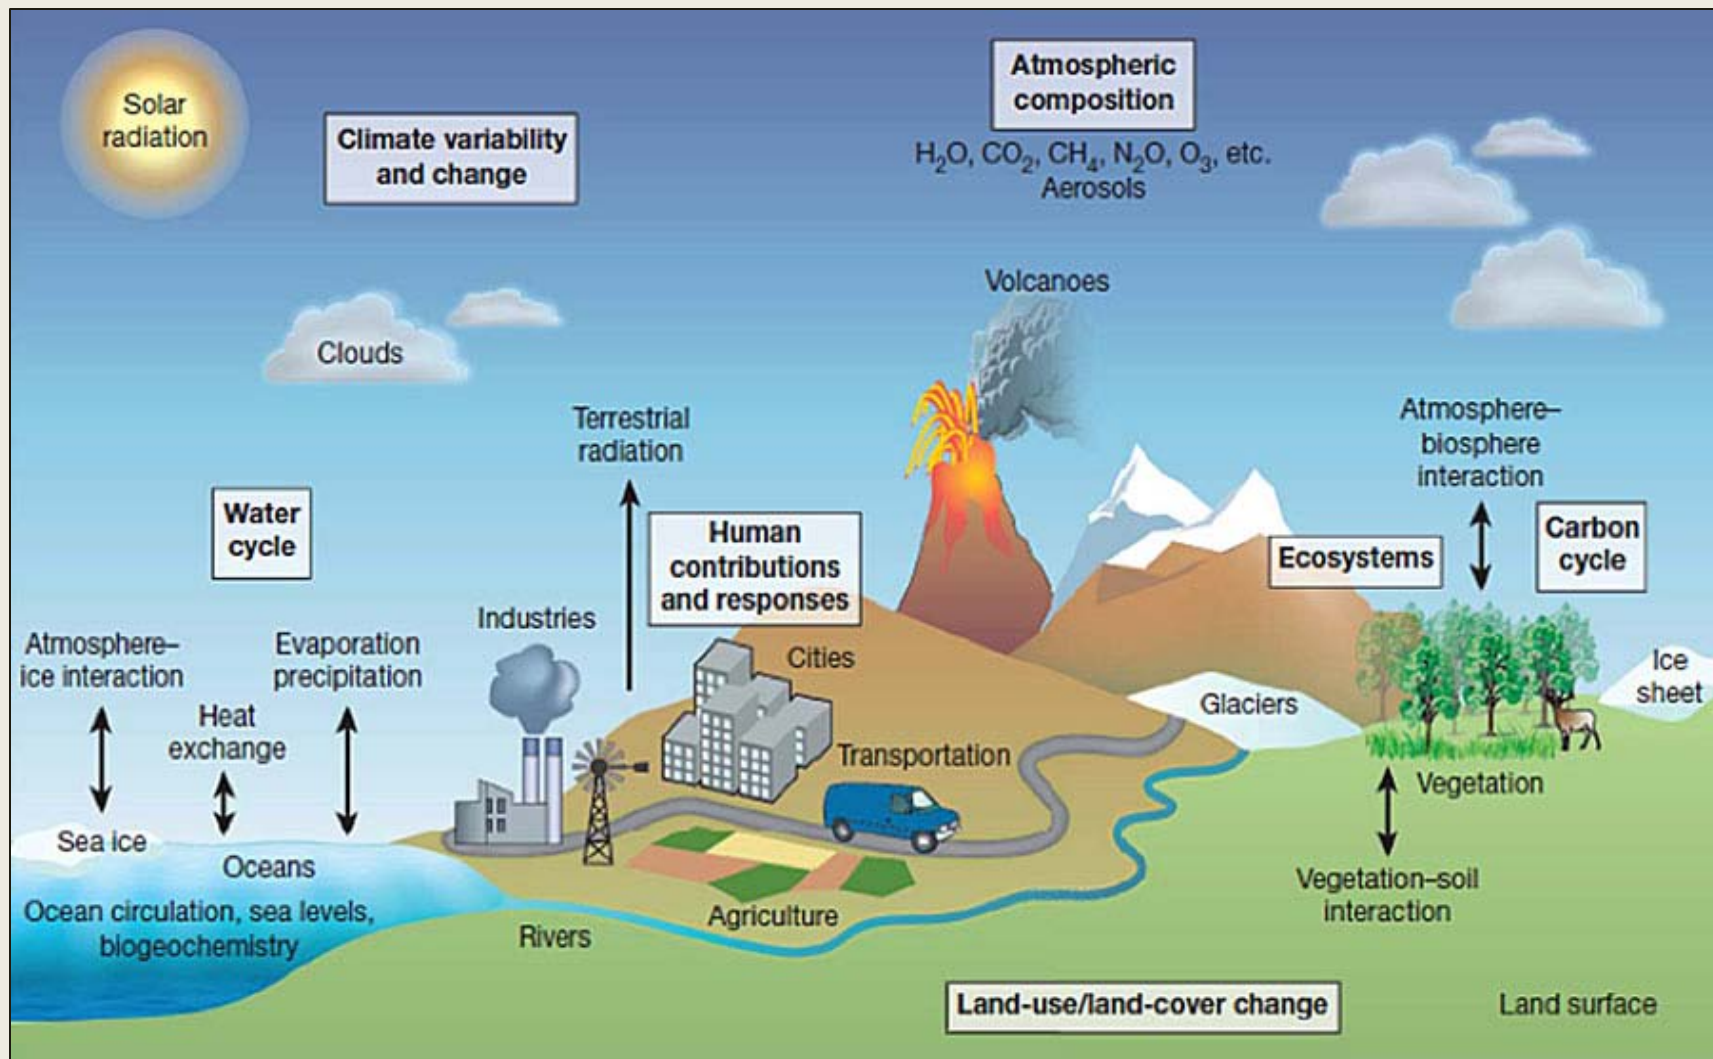 Solar
radiation
Climate variability
and change
Atmospheric
composition
H₂O, CO₂, CH₄, N₂O, O₃, etc.
Aerosols
Volcanoes
Clouds
Terrestrial
radiation
Atmosphere–
biosphere
interaction
Water
cycle
Human
contributions
and responses
Ecosystems
Carbon
cycle
Industries
Atmosphere–
ice interaction
Evaporation
precipitation
Heat
exchange
Cities
Transportation
Glaciers
Ice
sheet
Vegetation
Sea ice
Oceans
Ocean circulation, sea levels,
biogeochemistry
Rivers
Agriculture
Vegetation–soil
interaction
Land-use/land-cover change
Land surface